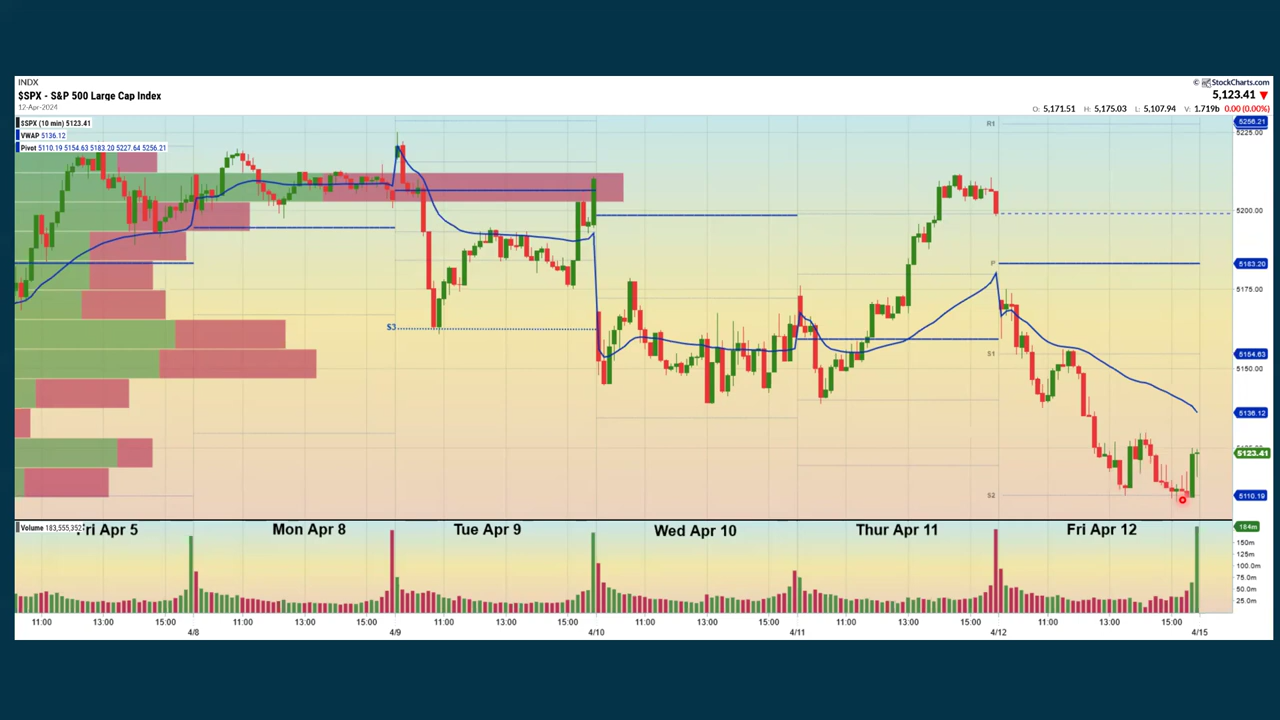 INDX
© StockCharts.com
$SPX - S&P 500 Large Cap Index
5,123.41 ▼
12-Apr-2024
O: 5,171.51 H: 5,175.03 L: 5,107.94 V: 1.719b 0.00 (0.00%)
$SPX (10 min) 5123.41
VWAP 5136.12
Pivot 5110.19 5154.63 5183.20 5227.64 5256.21
R1
5256.21
5225.00
5200.00
P
5183.20
5175.00
S3
S1
5154.63
5150.00
5136.12
5123.41
S2
5110.19
Volume 183,555,352
ri Apr 5
Mon Apr 8
Tue Apr 9
Wed Apr 10
Thur Apr 11
Fri Apr 12
184m
150m
125m
100.0m
75.0m
50.0m
25.0m
11:00 13:00 15:00 11:00 13:00 15:00 11:00 13:00 15:00 11:00 13:00 15:00 11:00 13:00 15:00 11:00 13:00 15:00
4/8 4/9 4/10 4/11 4/12 4/15